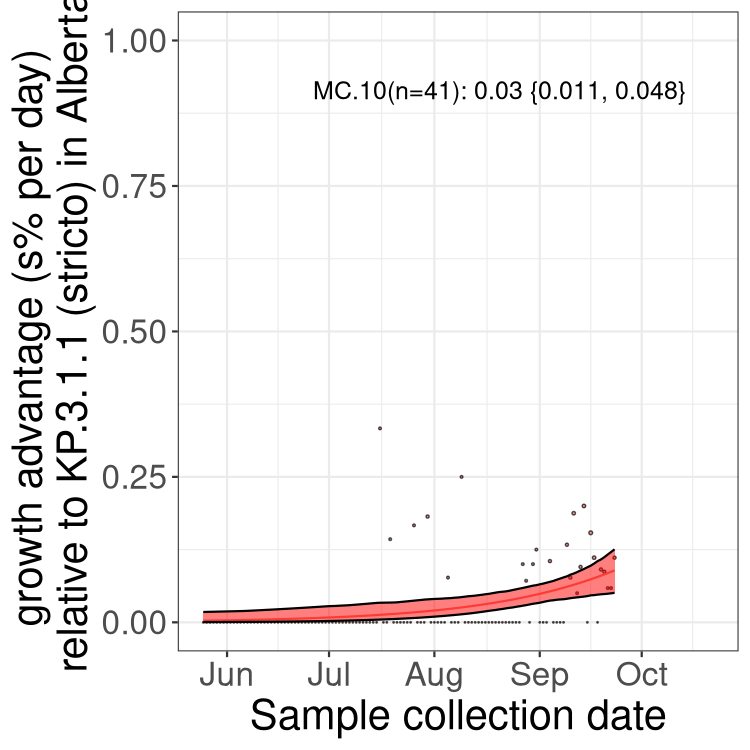 growth advantage (s% per day)
relative to KP.3.1.1 (stricto) in Alberta
1.00
0.75
0.50
0.25
0.00
MC.10(n=41): 0.03 {0.011, 0.048}
Jun Jul Aug Sep Oct
Sample collection date